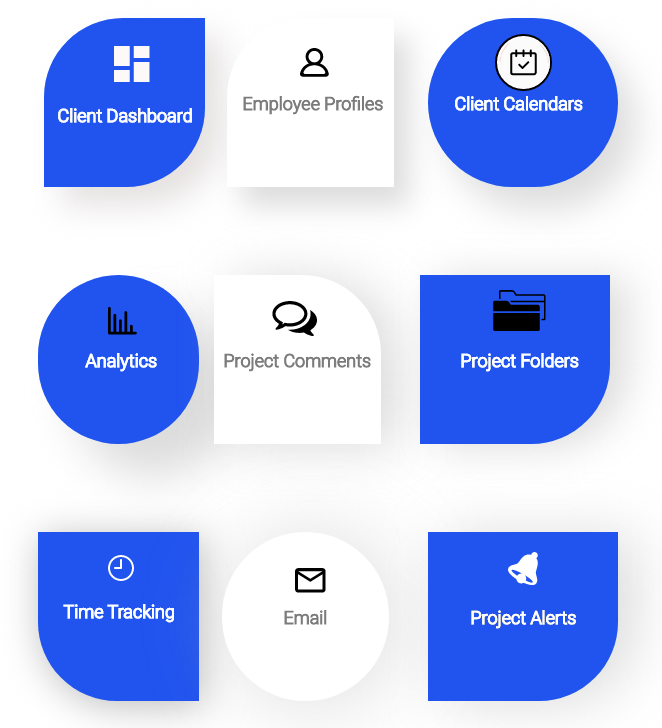 Client Dashboard
Employee Profiles
Client Calendars
Analytics
Project Comments
Project Folders
Time Tracking
Email
Project Alerts